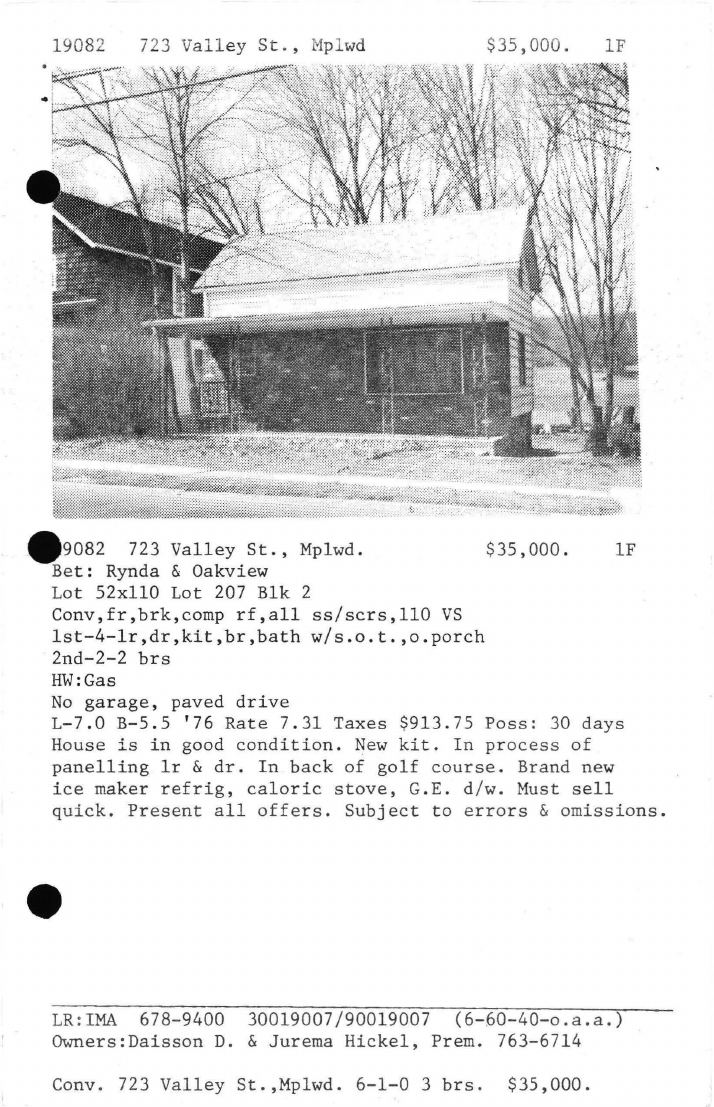 19082 723 Valley St., Mplwd $35,000. 1F
9082 723 Valley St., Mplwd. $35,000. 1F
Bet: Rynda & Oakview
Lot 52x110 Lot 207 Blk 2
Conv,fr,brk,comp rf,all ss/scrs,110 VS
1st-4-lr,dr,kit,br,bath w/s.o.t.,o.porch
2nd-2-2 brs
HW:Gas
No garage, paved drive
L-7.0 B-5.5 '76 Rate 7.31 Taxes $913.75 Poss: 30 days
House is in good condition. New kit. In process of
panelling lr & dr. In back of golf course. Brand new
ice maker refrig, caloric stove, G.E. d/w. Must sell
quick. Present all offers. Subject to errors & omissions.
LR:IMA 678-9400 30019007/90019007 (6-60-40-o.a.a.)
Owners:Daisson D. & Jurema Hickel, Prem. 763-6714
Conv. 723 Valley St.,Mplwd. 6-1-0 3 brs. $35,000.